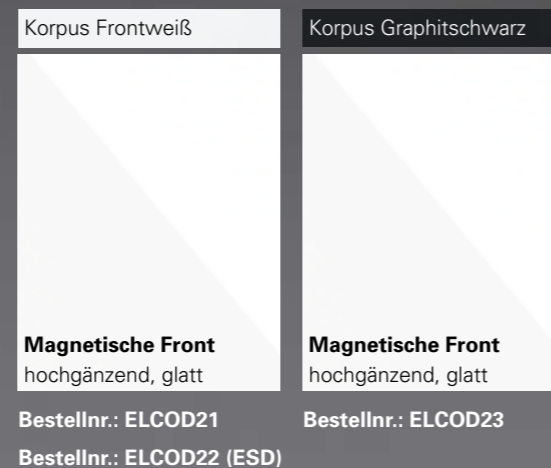 Korpus Frontweiß
Magnetische Front
hochgänzend, glatt
Bestellnr.: ELCOD21
Bestellnr.: ELCOD22 (ESD)
Korpus Graphitschwarz
Magnetische Front
hochgänzend, glatt
Bestellnr.: ELCOD23